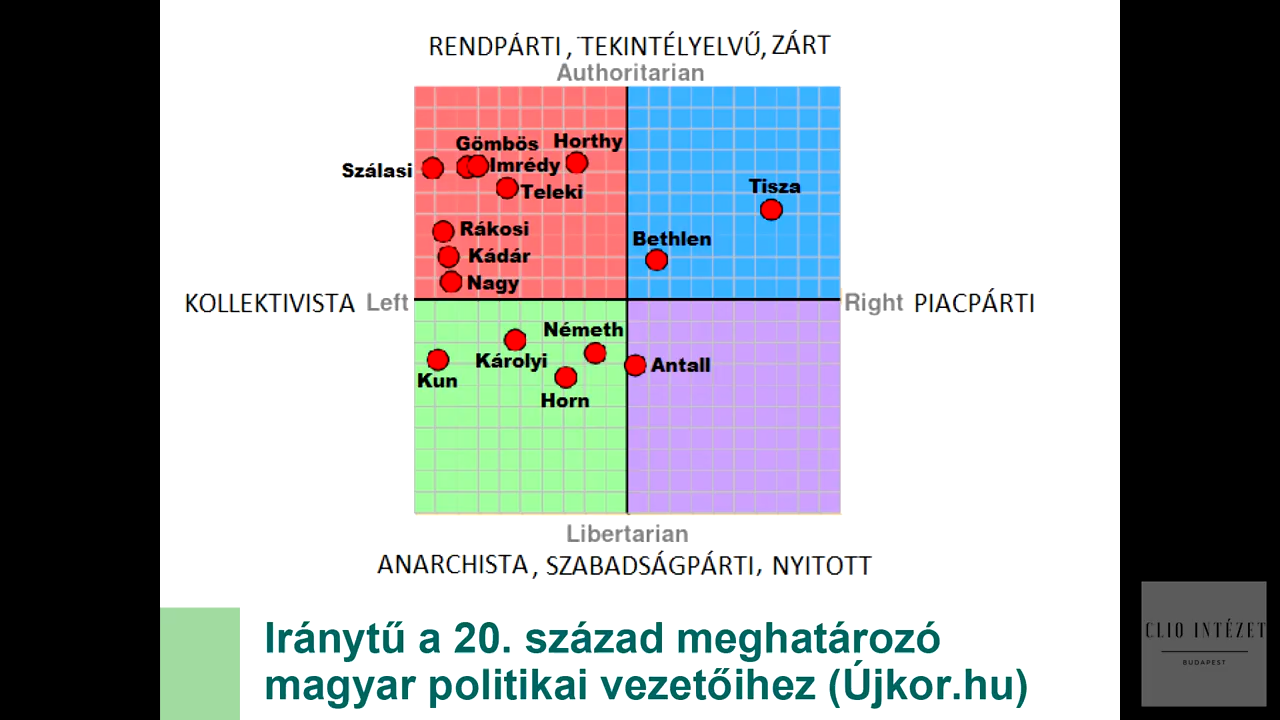 RENDPÁRTI , TEKINTÉLYELVŰ, ZÁRT
Authoritarian
Gömbös Horthy
Szálasi Imrédy
Teleki
Tisza
Rákosi
Bethlen
Kádár
Nagy
KOLLEKTIVISTA Left Right PIACPÁRTI
Németh
Károlyi
Antall
Kun
Horn
Libertarian
ANARCHISTA , SZABADSÁGPÁRTI, NYITOTT
Iránytű a 20. század meghatározó
magyar politikai vezetőihez (Újkor.hu)
CLIO INTÉZET
BUDAPEST